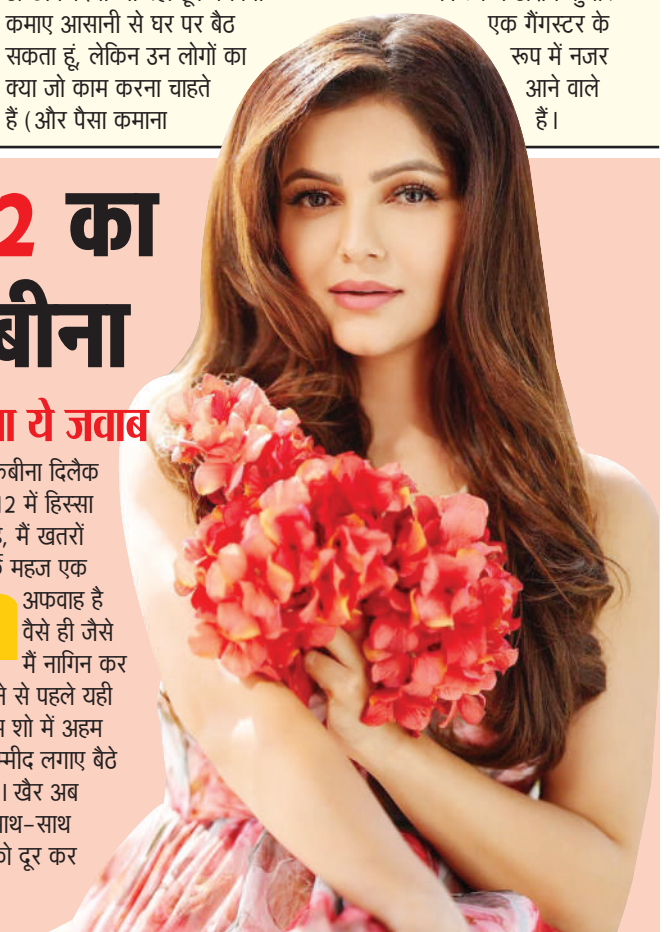 कमाए आसानी से घर पर बैठ
सकता हूं, लेकिन उन लोगों का
क्या जो काम करना चाहते
हैं (और पैसा कमाना
एक गैंगस्टर के
रूप में नजर
आने वाले
हैं।
2 का
बीना
ये जवाब
बीना दिलैक
12 में हिस्सा
मैं खतरों
महज एक
अफवाह है
वैसे ही जैसे
मैं नागिन कर
से पहले यही
शो में अहम
म्मीद लगाए बैठे
। खैर अब
साथ-साथ
को दूर कर